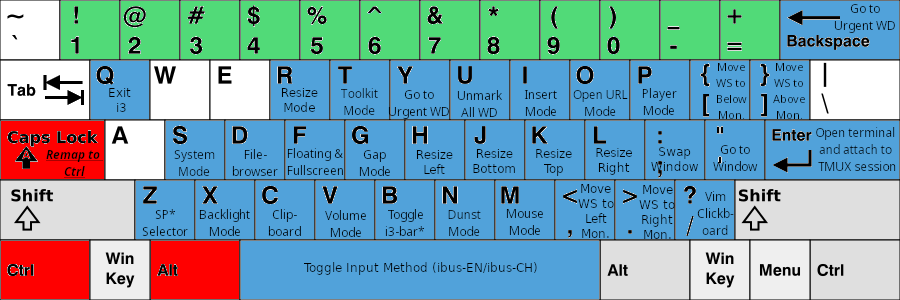 ~ ! @ # $ % ^ & * ( ) _ + Go to
` 1 2 3 4 5 6 7 8 9 0 - = Urgent WD
Backspace
Tab Q W E R T Y U I O P { Move } Move |
Exit Resize Toolkit Go to Unmark Insert Open URL Player WS to WS to
i3 Mode Mode Urgent WD All WD Mode Mode Mode [ Below ] Above \
Mon. Mon.
Caps Lock A S D F G H J K L : " Enter Open terminal
Remap to System File- Floating & Gap Resize Resize Resize Resize ; Swap ' Go to and attach to
Ctrl Mode browser Fullscreen Mode Left Bottom Top Right Window Window TMUX session
Shift Z X C V B N M < Move > Move ? Vim Shift
SP* Backlight Clip- Volume Toggle Dunst Mouse WS to WS to Clickb-
Selector Mode board Mode i3-bar* Mode Mode , Left . Right / oard
Mon. Mon.
Ctrl Win Alt Toggle Input Method (ibus-EN/ibus-CH) Alt Win Menu Ctrl
Key Key